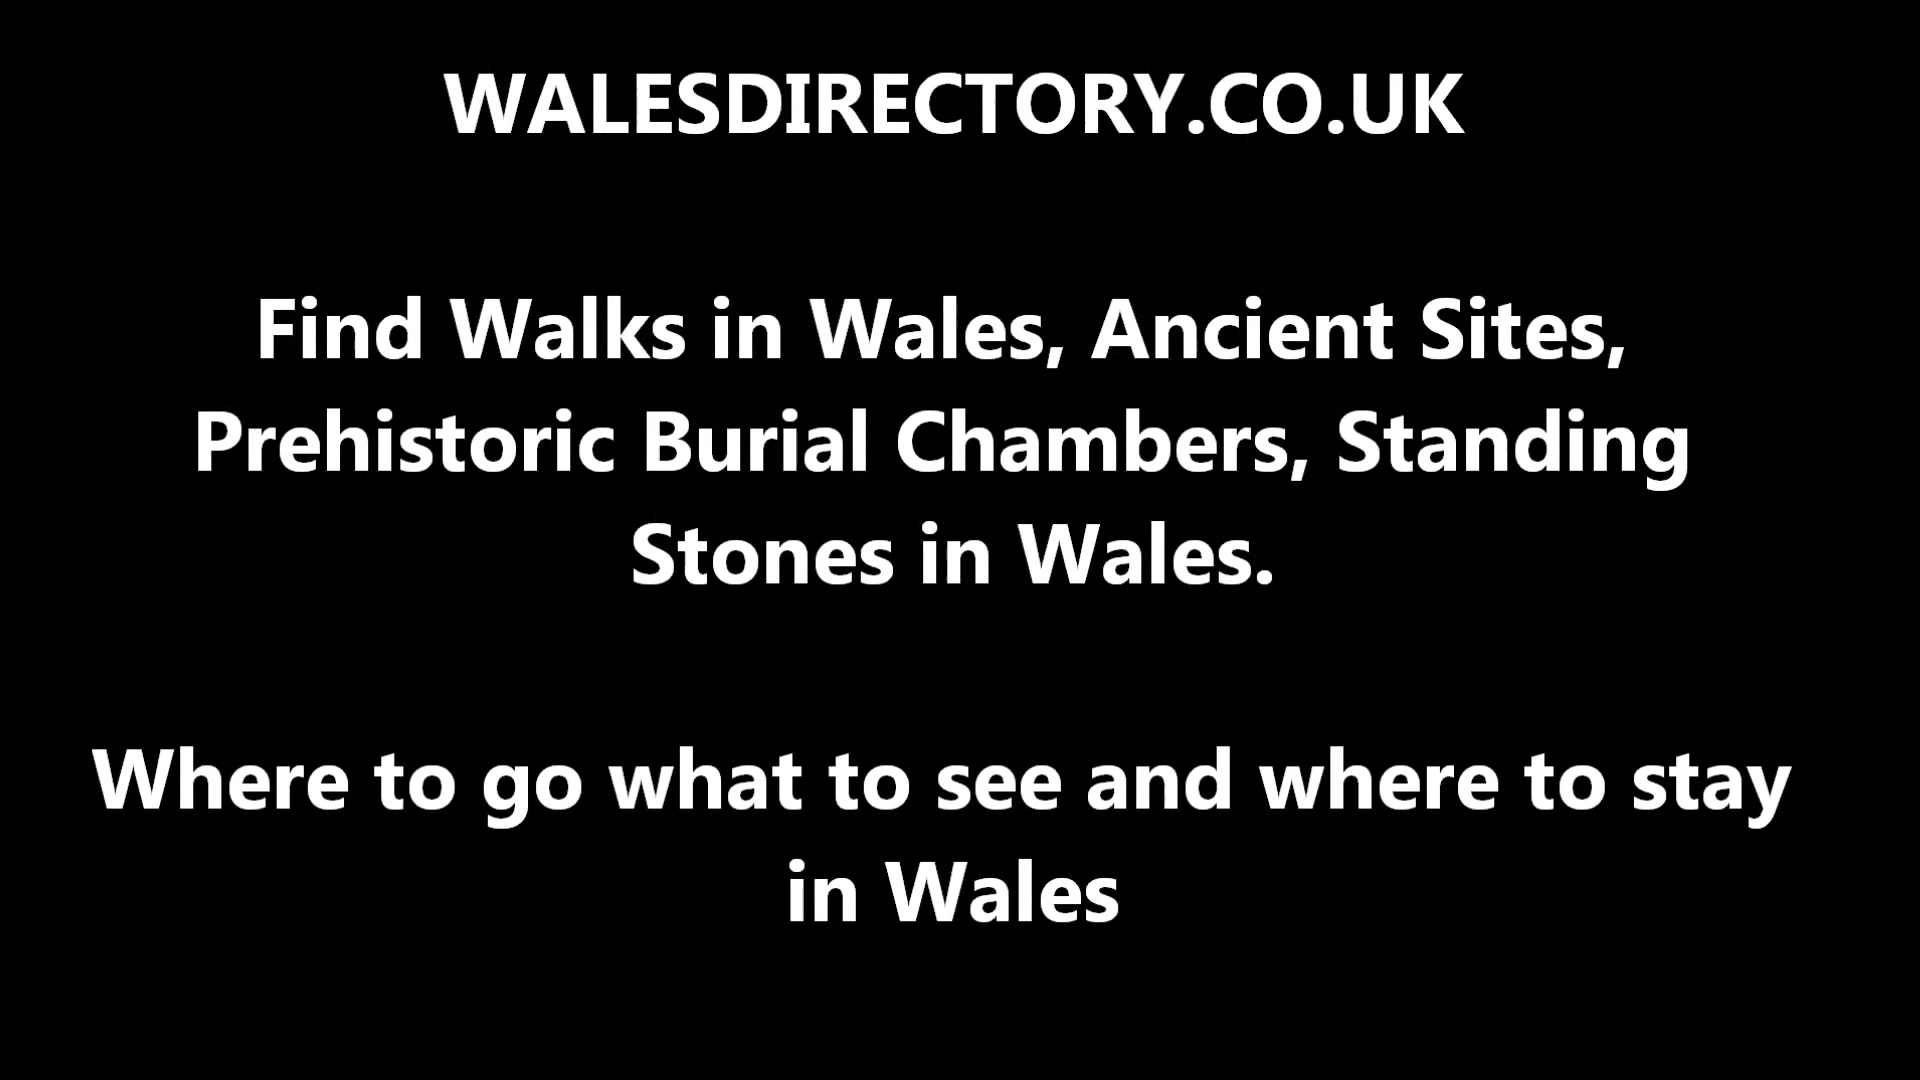 WALESDIRECTORY.CO.UK
Find Walks in Wales, Ancient Sites,
Prehistoric Burial Chambers, Standing
Stones in Wales.
Where to go what to see and where to stay
in Wales